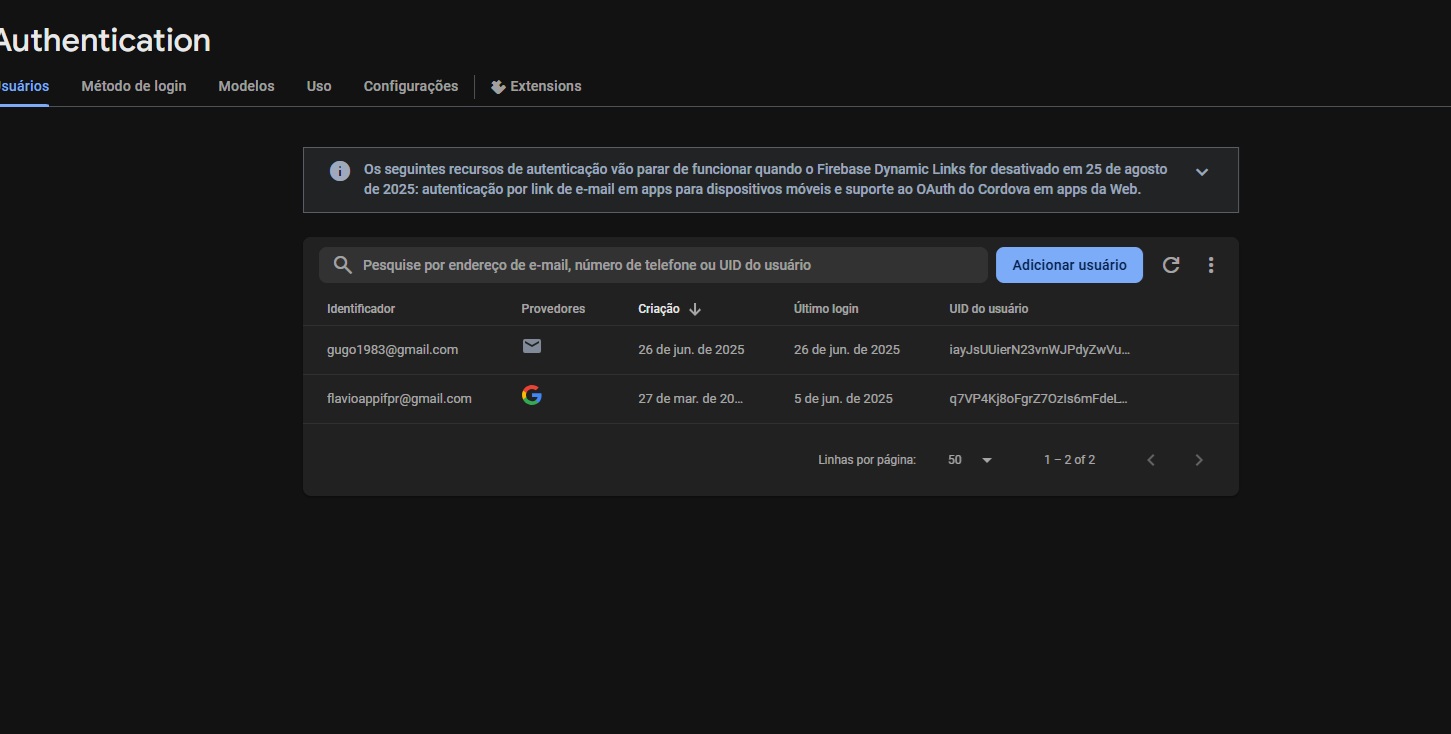 Authentication
suários Método de login Modelos Uso Configurações Extensions
Os seguintes recursos de autenticação vão parar de funcionar quando o Firebase Dynamic Links for desativado em 25 de agosto
de 2025: autenticação por link de e-mail em apps para dispositivos móveis e suporte ao OAuth do Cordova em apps da Web.
Pesquise por endereço de e-mail, número de telefone ou UID do usuário Adicionar usuário
Identificador Provedores Criação Último login UID do usuário
gugo1983@gmail.com 26 de jun. de 2025 26 de jun. de 2025 iayJsUUierN23vnWJPdyZwVu...
flavioappifpr@gmail.com 27 de mar. de 20... 5 de jun. de 2025 q7VP4Kj8oFgrZ7OzIs6mFdeL...
Linhas por página: 50 1 – 2 of 2